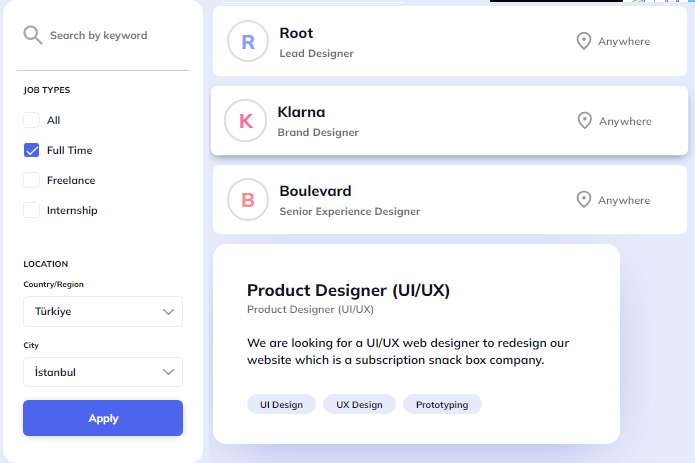 Search by keyword
JOB TYPES
All
Full Time
Freelance
Internship
LOCATION
Country/Region
Türkiye
City
İstanbul
Apply
R
Root
Lead Designer
Anywhere
K
Klarna
Brand Designer
Anywhere
B
Boulevard
Senior Experience Designer
Anywhere
Product Designer (UI/UX)
Product Designer (UI/UX)
We are looking for a UI/UX web designer to redesign our
website which is a subscription snack box company.
UI Design
UX Design
Prototyping